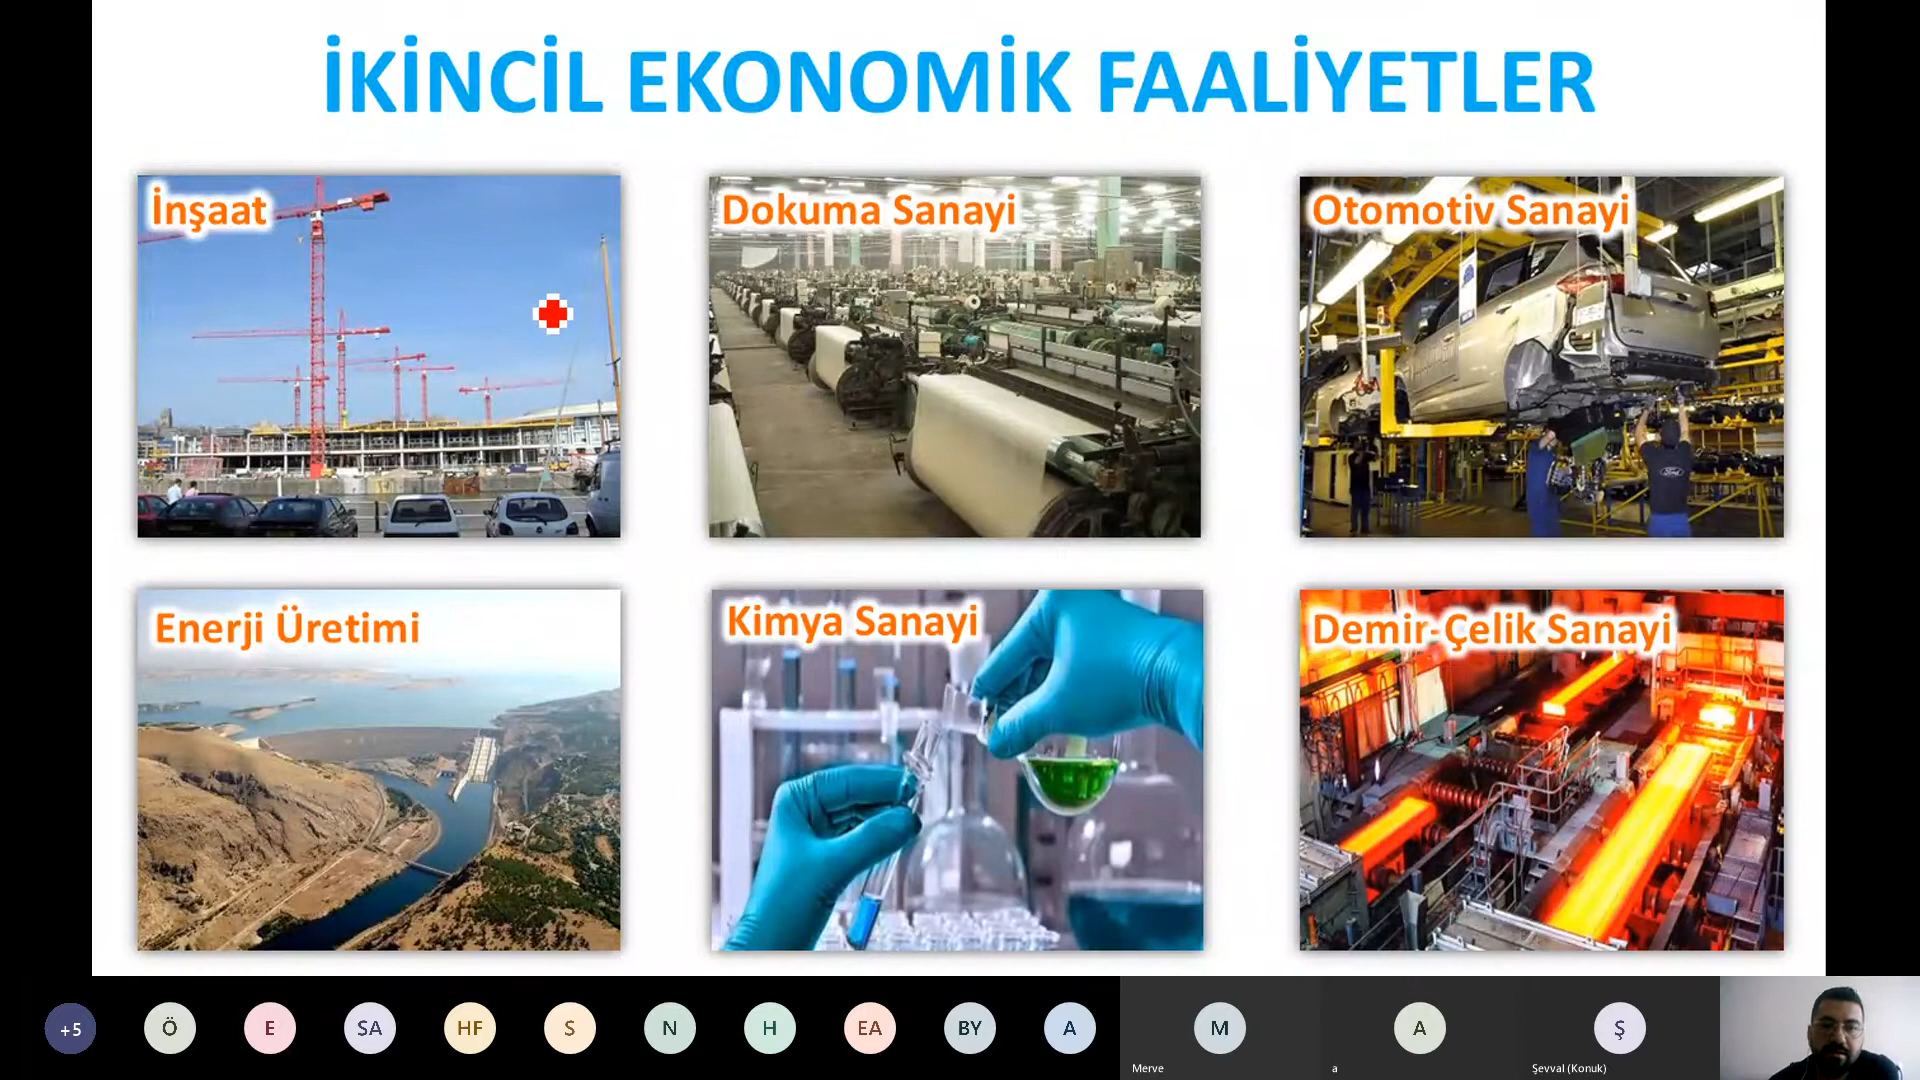 İKİNCİL EKONOMİK FAALİYETLER
İnşaat
Dokuma Sanayi
Otomotiv Sanayi
Ford
Enerji Üretimi
Kimya Sanayi
Demir-Çelik Sanayi
+5
Ö
E
SA
HF
S
N
H
EA
BY
A
M
A
Ş
Merve
a
Şevval (Konuk)